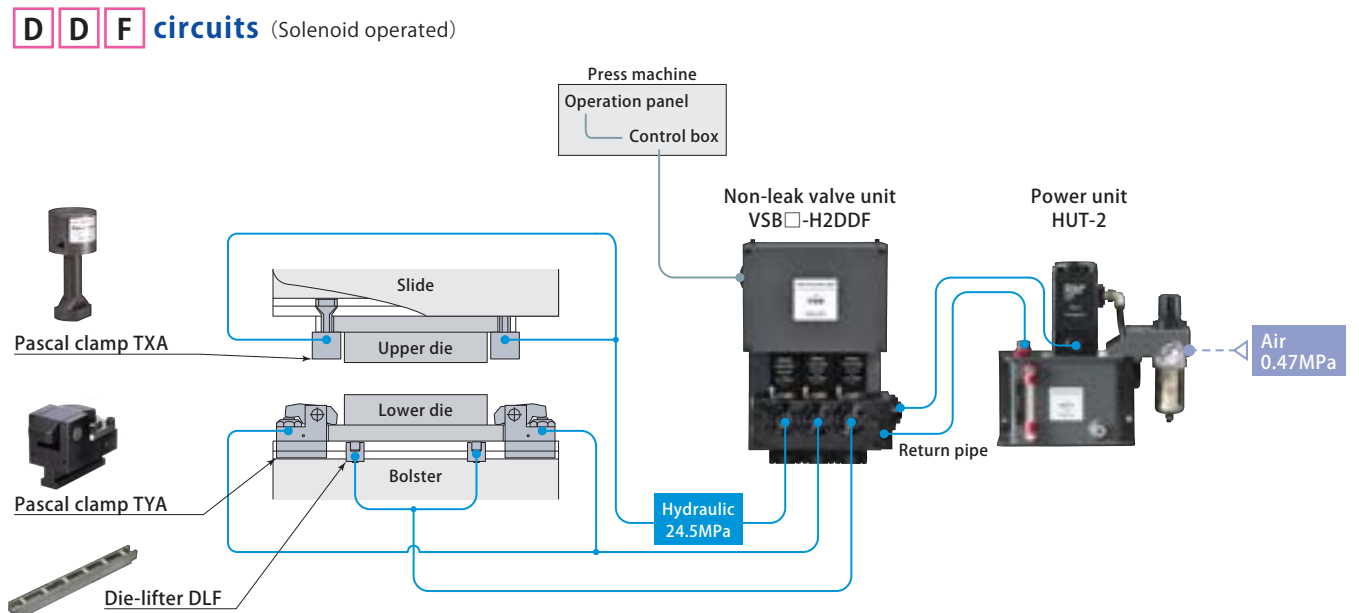 D D F circuits (Solenoid operated)
Press machine
Operation panel
Control box
Non-leak valve unit
VSB□-H2DDF
Power unit
HUT-2
Slide
Pascal clamp TXA
Upper die
Air
0.47MPa
Lower die
Return pipe
Bolster
Pascal clamp TYA
Hydraulic
24.5MPa
Die-lifter DLF